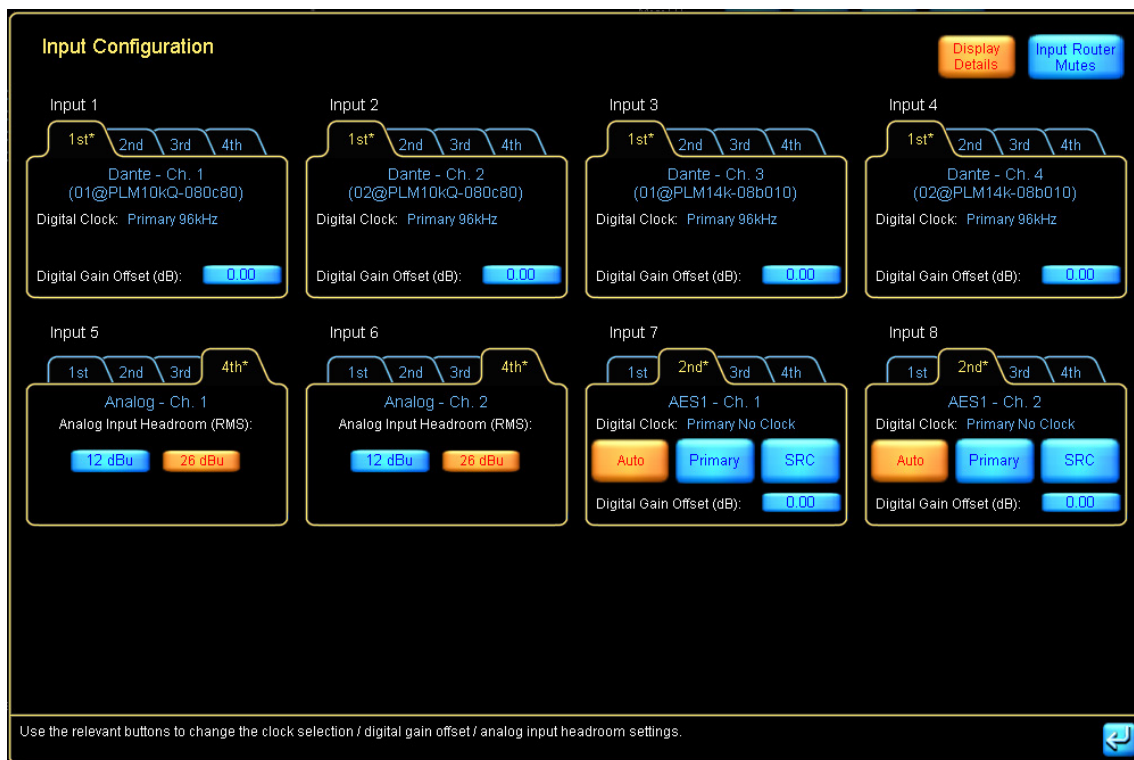 Input Configuration
Display Details
Input Router Mutes
Input 1
1st* 2nd 3rd 4th
Dante - Ch. 1
(01@PLM10kQ-080c80)
Digital Clock: Primary 96kHz
Digital Gain Offset (dB): 0.00
Input 2
1st* 2nd 3rd 4th
Dante - Ch. 2
(02@PLM10kQ-080c80)
Digital Clock: Primary 96kHz
Digital Gain Offset (dB): 0.00
Input 3
1st* 2nd 3rd 4th
Dante - Ch. 3
(01@PLM14k-08b010)
Digital Clock: Primary 96kHz
Digital Gain Offset (dB): 0.00
Input 4
1st* 2nd 3rd 4th
Dante - Ch. 4
(02@PLM14k-08b010)
Digital Clock: Primary 96kHz
Digital Gain Offset (dB): 0.00
Input 5
1st 2nd 3rd 4th*
Analog - Ch. 1
Analog Input Headroom (RMS):
12 dBu 26 dBu
Input 6
1st 2nd 3rd 4th*
Analog - Ch. 2
Analog Input Headroom (RMS):
12 dBu 26 dBu
Input 7
1st 2nd* 3rd 4th
AES1 - Ch. 1
Digital Clock: Primary No Clock
Auto Primary SRC
Digital Gain Offset (dB): 0.00
Input 8
1st 2nd* 3rd 4th
AES1 - Ch. 2
Digital Clock: Primary No Clock
Auto Primary SRC
Digital Gain Offset (dB): 0.00
Use the relevant buttons to change the clock selection / digital gain offset / analog input headroom settings.